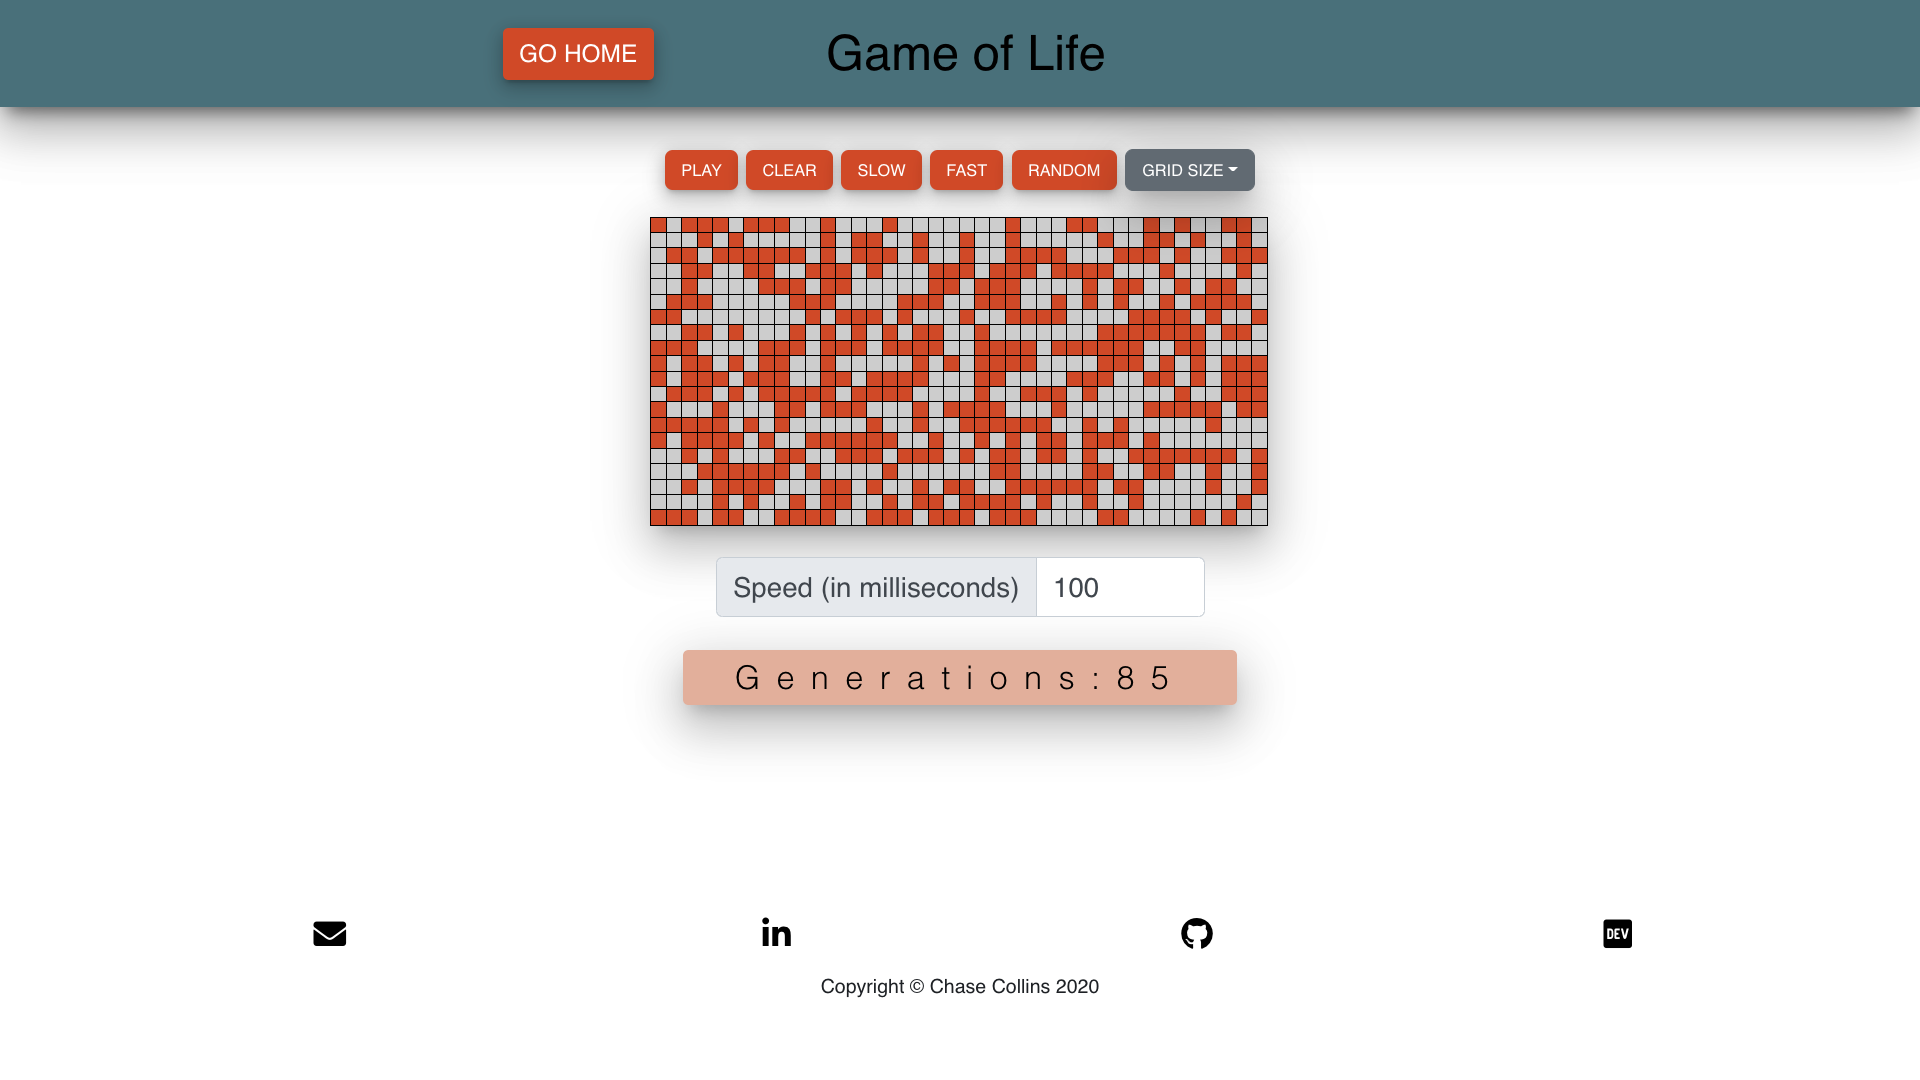 GO HOME
Game of Life
PLAY CLEAR SLOW FAST RANDOM GRID SIZE
Speed (in milliseconds) 100
Generations:85
DEV
Copyright © Chase Collins 2020